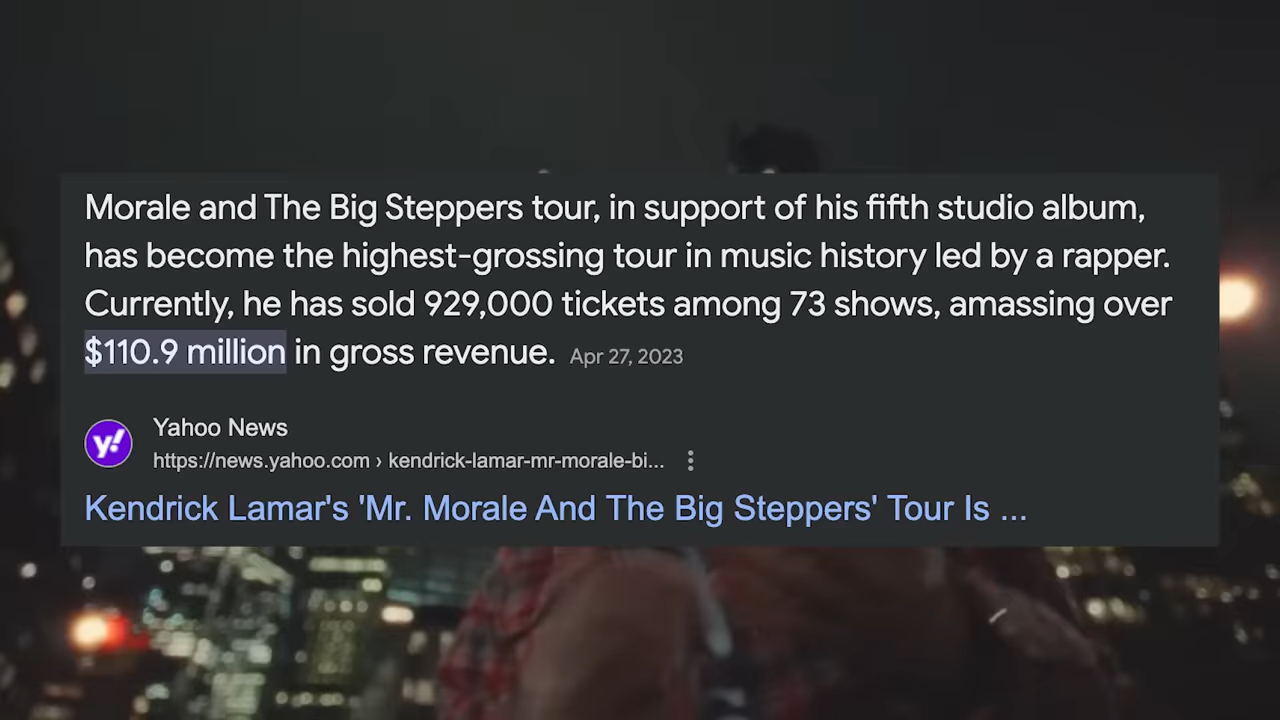 Morale and The Big Steppers tour, in support of his fifth studio album,
has become the highest-grossing tour in music history led by a rapper.
Currently, he has sold 929,000 tickets among 73 shows, amassing over
$110.9 million in gross revenue. Apr 27, 2023
y!
Yahoo News
https://news.yahoo.com › kendrick-lamar-mr-morale-bi...
Kendrick Lamar's 'Mr. Morale And The Big Steppers' Tour Is ...